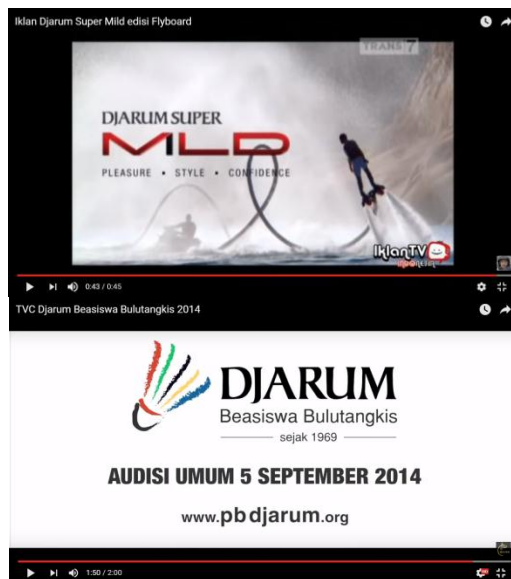 Iklan Djarum Super Mild edisi Flyboard
TRANS 7
DJARUM SUPER
MLD
PLEASURE • STYLE • CONFIDENCE
IklanTV
0:43 / 0:45
TVC Djarum Beasiswa Bulutangkis 2014
DJARUM
Beasiswa Bulutangkis
sejak 1969
AUDISI UMUM 5 SEPTEMBER 2014
www.pbdjarum.org
1:50 / 2:00